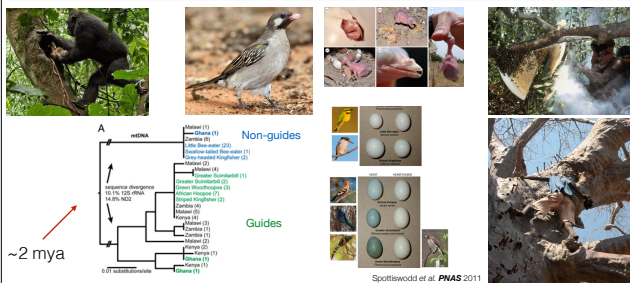 A
mtDNA
Malawi (1)
Ghana (1)
Zambia (6)
Little Bee-eater (23)
Swallow-tailed Bee-eater (1)
Grey-headed Kingfisher (2)
Non-guides
Malawi (2)
Malawi (4)
Greater Scimitarbill (1)
Greater Scimitarbill (2)
Green Woodhoopoe (3)
African Hoopoe (7)
Striped Kingfisher (2)
Zambia (4)
Malawi (5)
Kenya (4)
Malawi (3)
Zambia (1)
Zambia (1)
Malawi (2)
Guides
Kenya (2)
Kenya (1)
Ghana (1)
Kenya (1)
Ghana (1)
sequence divergence
10.1% 12S rRNA
14.8% ND2
0.01 substitutions/site
~2 mya
HOST
HONEYGUIDE
Spottiswodd et al. PNAS 2011